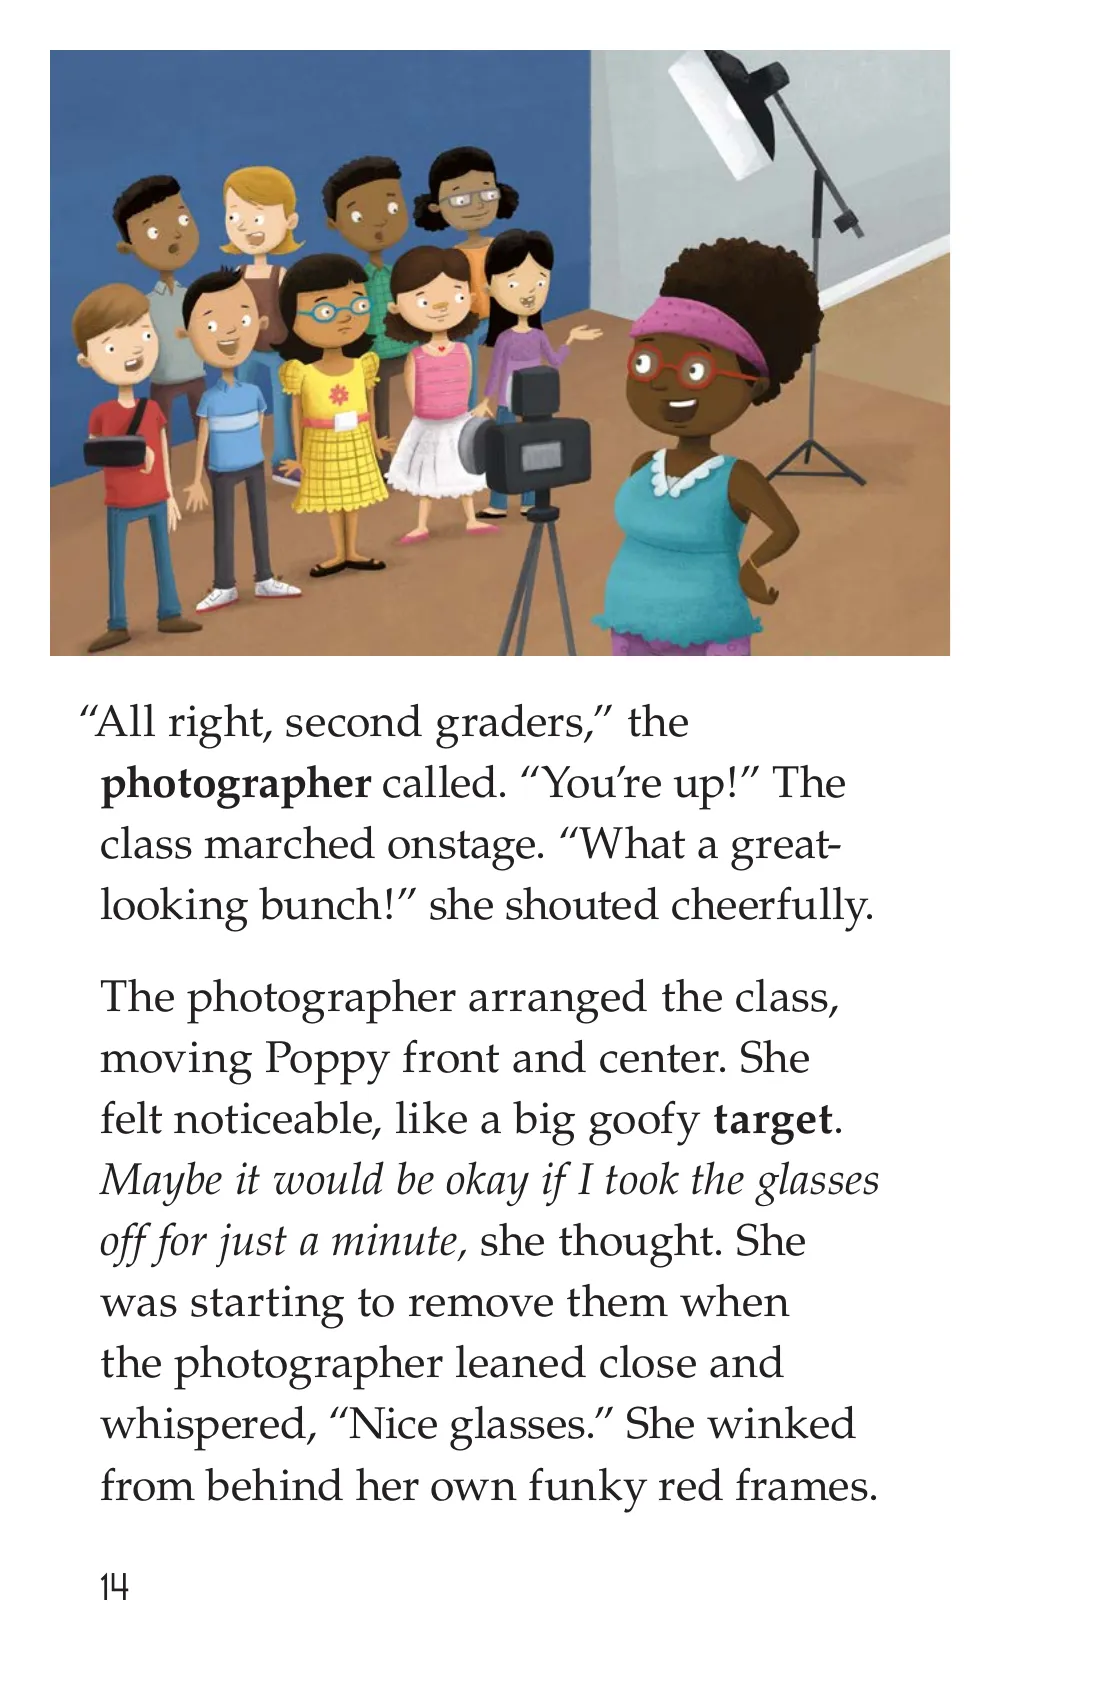 “All right, second graders,” the
photographer called. “You’re up!” The
class marched onstage. “What a great-
looking bunch!” she shouted cheerfully.
The photographer arranged the class,
moving Poppy front and center. She
felt noticeable, like a big goofy target.
Maybe it would be okay if I took the glasses
off for just a minute, she thought. She
was starting to remove them when
the photographer leaned close and
whispered, “Nice glasses.” She winked
from behind her own funky red frames.
14